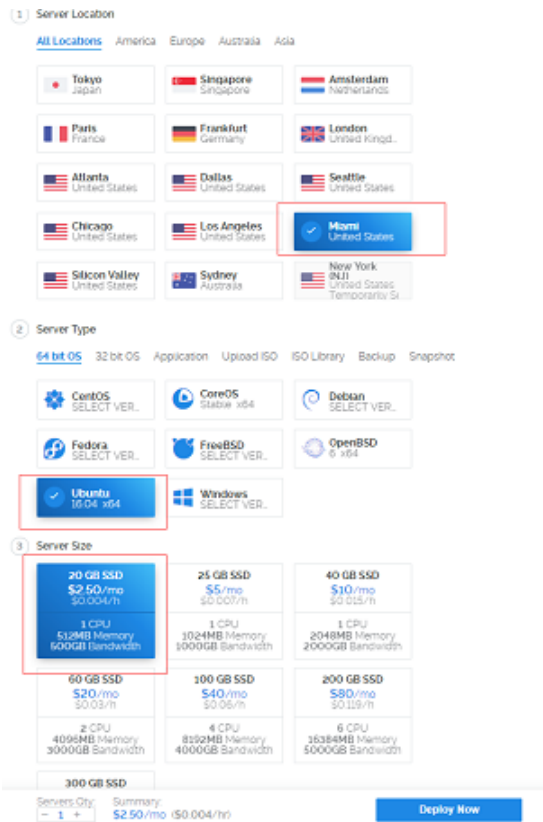 1 Server Location
All Locations America Europe Australia Asia
Tokyo Singapore Amsterdam
Japan Singapore Netherlands
Paris Frankfurt London
France Germany United Kingd..
Atlanta Dallas Seattle
United States United States United States
Chicago Los Angeles Miami
United States United States United States
Silicon Valley Sydney New York
(NJ)
United States Australia United States
Temporarily S
2 Server Type
64 bit OS 32 bit OS Application Upload ISO ISO Library Backup Snapshot
CentOS CoreOS Debian
SELECT VER... Stable x64 SELECT VER...
Fedora FreeBSD OpenBSD
SELECT VER... SELECT VER... 6 x64
Ubuntu Windows
16.04 x64 SELECT VER...
3 Server Size
20 GB SSD 25 GB SSD 40 GB SSD
$2.50/mo $5/mo $10/mo
$0.004/h $0.007/h $0.015/h
1 CPU 1 CPU 1 CPU
512MB Memory 1024MB Memory 2048MB Memory
500GB Bandwidth 1000GB Bandwidth 2000GB Bandwidth
60 GB SSD 100 GB SSD 200 GB SSD
$20/mo $40/mo $80/mo
$0.03/h $0.06/h $0.119/h
2 CPU 4 CPU 6 CPU
4096MB Memory 8192MB Memory 16384MB Memory
3000GB Bandwidth 4000GB Bandwidth 5000GB Bandwidth
300 GB SSD
Servers Qty: Summary:
− 1 + $2.50/mo ($0.004/hr)
Deploy Now